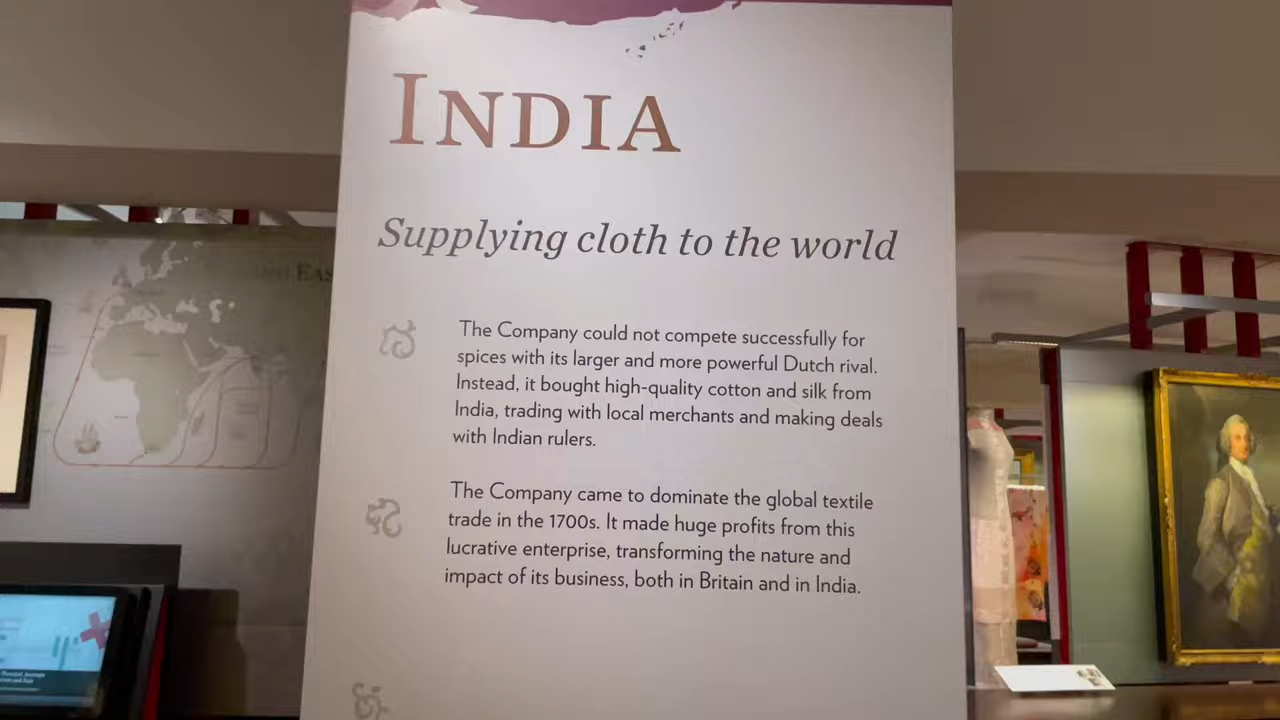 INDIA
Supplying cloth to the world
The Company could not compete successfully for
spices with its larger and more powerful Dutch rival.
Instead, it bought high-quality cotton and silk from
India, trading with local merchants and making deals
with Indian rulers.
The Company came to dominate the global textile
trade in the 1700s. It made huge profits from this
lucrative enterprise, transforming the nature and
impact of its business, both in Britain and in India.